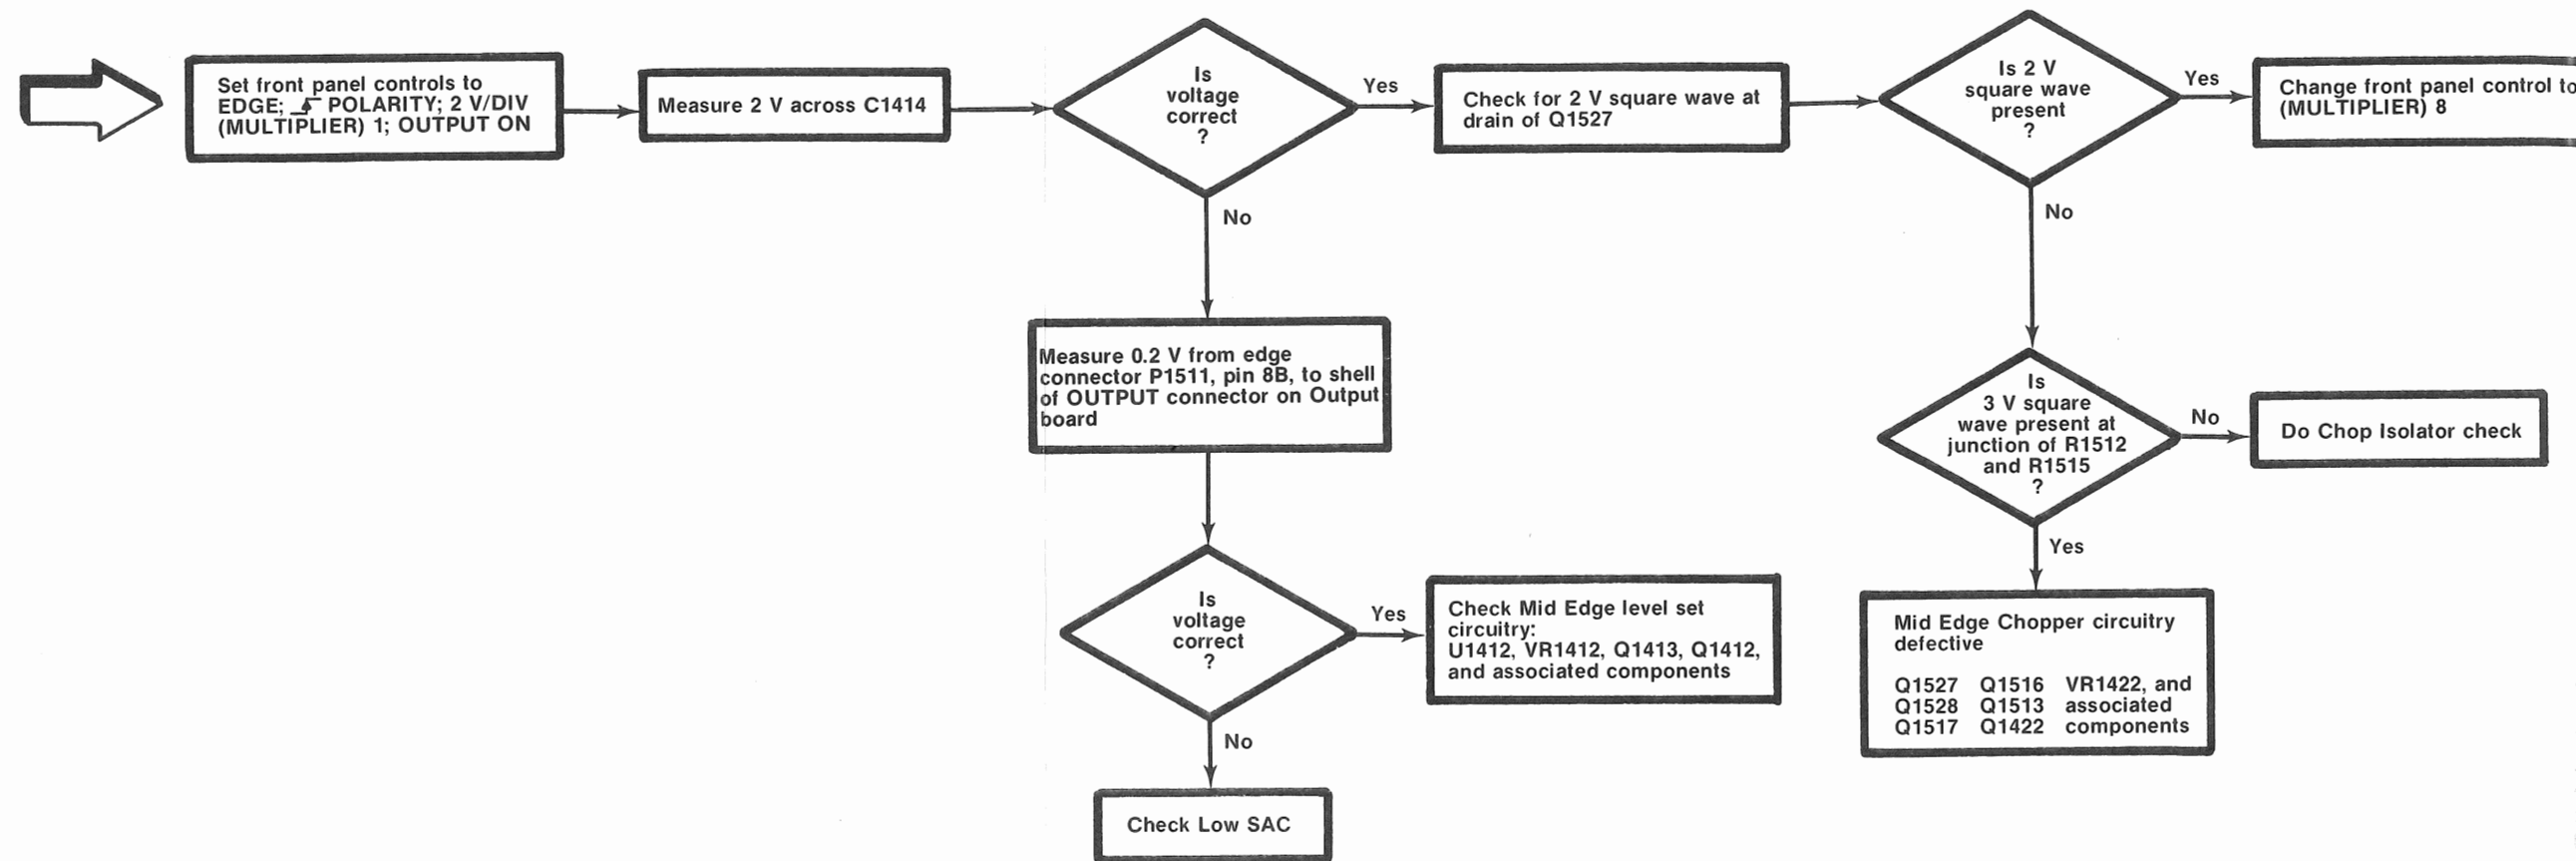 Set front panel controls to
EDGE; POLARITY; 2 V/DIV
(MULTIPLIER) 1; OUTPUT ON
Measure 2 V across C1414
Is
voltage
correct
?
Yes
Check for 2 V square wave at
drain of Q1527
Is 2 V
square wave
present
?
Yes
Change front panel control to
(MULTIPLIER) 8
No
No
Measure 0.2 V from edge
connector P1511, pin 8B, to shell
of OUTPUT connector on Output
board
Is
3 V square
wave present at
junction of R1512
and R1515
?
No
Do Chop Isolator check
Yes
Is
voltage
correct
?
Yes
Check Mid Edge level set
circuitry:
U1412, VR1412, Q1413, Q1412,
and associated components
Mid Edge Chopper circuitry
defective
Q1527 Q1516 VR1422, and
Q1528 Q1513 associated
Q1517 Q1422 components
No
Check Low SAC